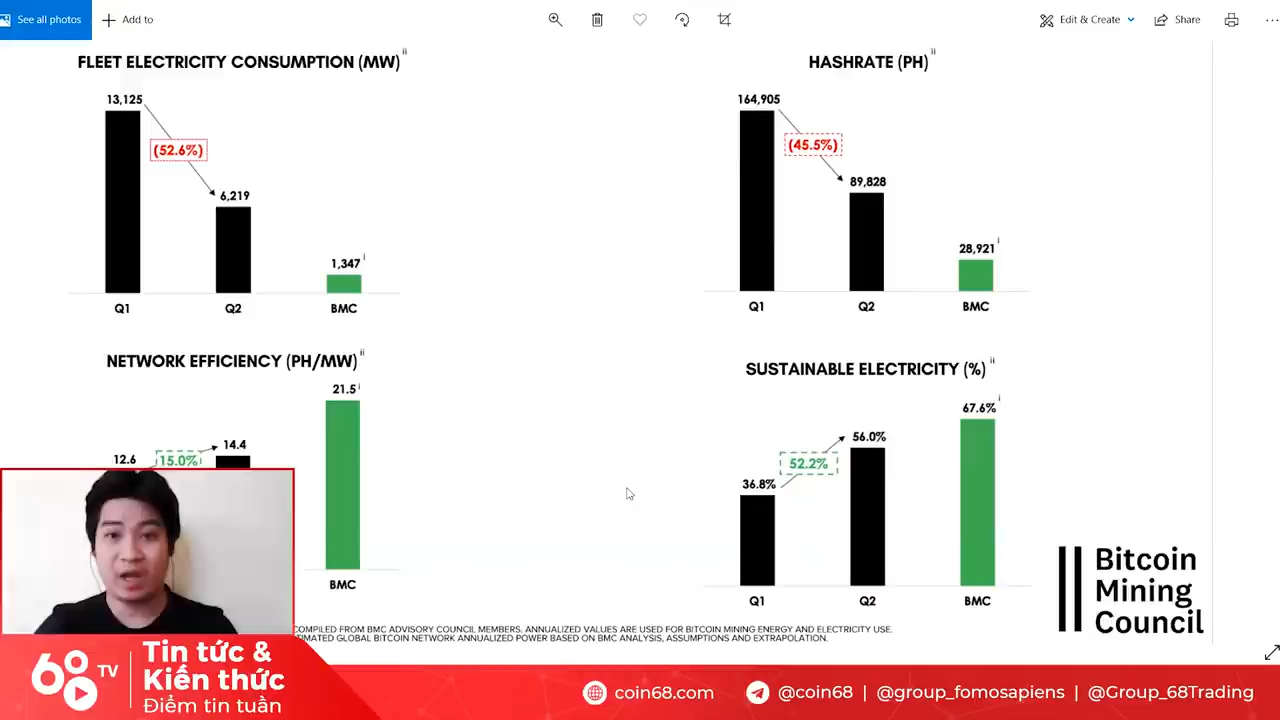 See all photos
Add to
Edit & Create
Share
FLEET ELECTRICITY CONSUMPTION (MW) ii
13,125
(52.6%)
6,219
1,347 i
Q1 Q2 BMC
HASHRATE (PH) ii
164,905
(45.5%)
89,828
28,921 i
Q1 Q2 BMC
NETWORK EFFICIENCY (PH/MW) ii
21.5 i
14.4
12.6
15.0%
BMC
SUSTAINABLE ELECTRICITY (%) ii
67.6% i
56.0%
52.2%
36.8%
Q1 Q2 BMC
Bitcoin
Mining
Council
COMPILED FROM BMC ADVISORY COUNCIL MEMBERS. ANNUALIZED VALUES ARE USED FOR BITCOIN MINING ENERGY AND ELECTRICITY USE.
GLOBAL BITCOIN NETWORK ANNUALIZED POWER BASED ON BMC ANALYSIS, ASSUMPTIONS AND EXTRAPOLATION.
68 TV
Tin tức &
Kiến thức
Điểm tin tuần
coin68.com
@coin68 | @group_fomosapiens | @Group_68Trading